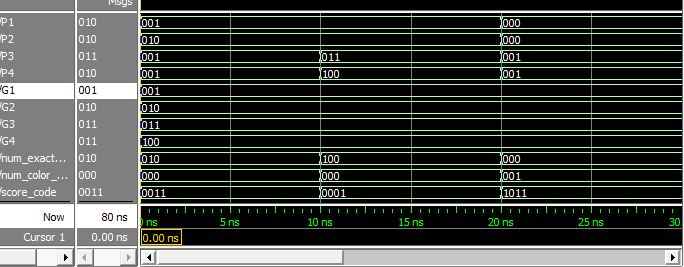 Msgs
/P1 010 001 000
/P2 010 010 000
/P3 011 001 011 001
/P4 010 001 100 001
/G1 001 001
/G2 010 010
/G3 011 011
/G4 011 100
/num_exact... 010 010 100 000
/num_color_... 000 000 000 001
/score_code 0011 0011 0001 1011
Now 80 ns ns 5 ns 10 ns 15 ns 20 ns 25 ns 30
Cursor 1 0.00 ns 0.00 ns